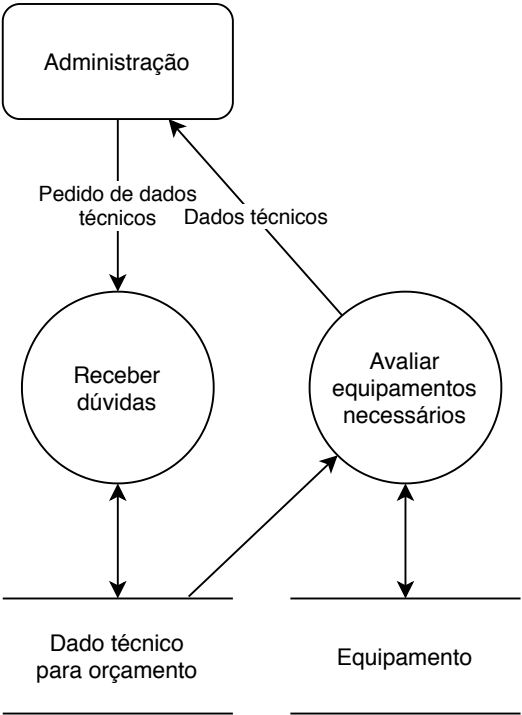 Administração
Pedido de dados
técnicos
Dados técnicos
Receber
dúvidas
Avaliar
equipamentos
necessários
Dado técnico
para orçamento
Equipamento